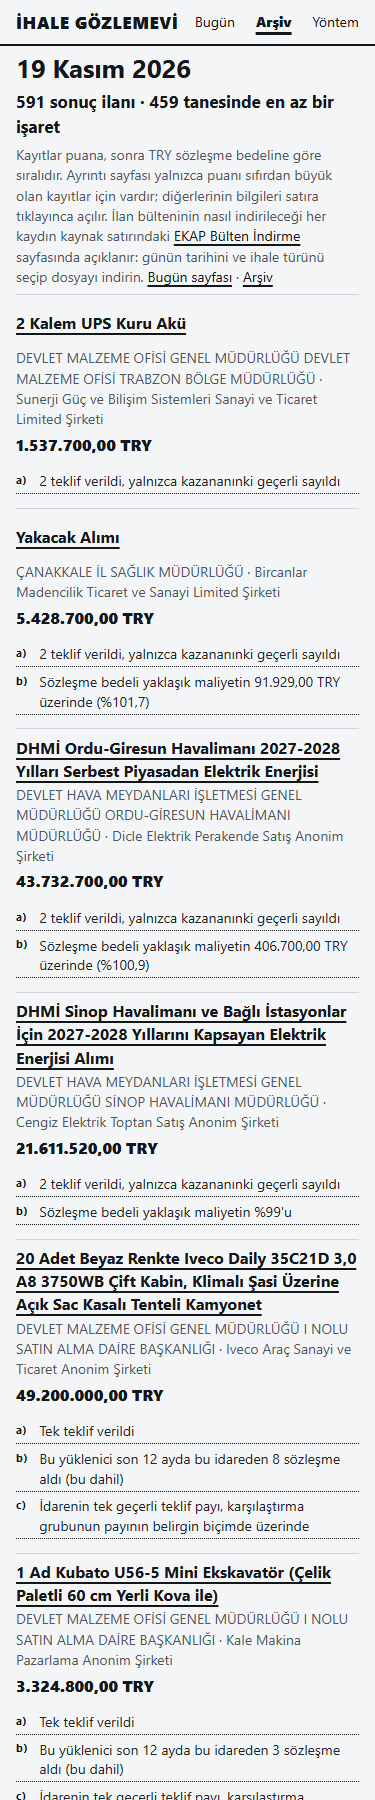 İHALE GÖZLEMEVİ Bugün Arşiv Yöntem
19 Kasım 2026
591 sonuç ilanı · 459 tanesinde en az bir
işaret
Kayıtlar puana, sonra TRY sözleşme bedeline göre
sıralıdır. Ayrıntı sayfası yalnızca puanı sıfırdan büyük
olan kayıtlar için vardır; diğerlerinin bilgileri satıra
tıklayınca açılır. İlan bülteninin nasıl indirileceği her
kaydın kaynak satırındaki EKAP Bülten İndirme
sayfasında açıklanır: günün tarihini ve ihale türünü
seçip dosyayı indirin. Bugün sayfası · Arşiv
2 Kalem UPS Kuru Akü
DEVLET MALZEME OFİSİ GENEL MÜDÜRLÜĞÜ DEVLET
MALZEME OFİSİ TRABZON BÖLGE MÜDÜRLÜĞÜ ·
Sunerji Güç ve Bilişim Sistemleri Sanayi ve Ticaret
Limited Şirketi
1.537.700,00 TRY
a) 2 teklif verildi, yalnızca kazananınki geçerli sayıldı
Yakacak Alımı
ÇANAKKALE İL SAĞLIK MÜDÜRLÜĞÜ · Bircanlar
Madencilik Ticaret ve Sanayi Limited Şirketi
5.428.700,00 TRY
a) 2 teklif verildi, yalnızca kazananınki geçerli sayıldı
b) Sözleşme bedeli yaklaşık maliyetin 91.929,00 TRY
üzerinde (%101,7)
DHMİ Ordu-Giresun Havalimanı 2027-2028
Yılları Serbest Piyasadan Elektrik Enerjisi
DEVLET HAVA MEYDANLARI İŞLETMESİ GENEL
MÜDÜRLÜĞÜ ORDU-GİRESUN HAVALİMANI
MÜDÜRLÜĞÜ · Dicle Elektrik Perakende Satış Anonim
Şirketi
43.732.700,00 TRY
a) 2 teklif verildi, yalnızca kazananınki geçerli sayıldı
b) Sözleşme bedeli yaklaşık maliyetin 406.700,00 TRY
üzerinde (%100,9)
DHMİ Sinop Havalimanı ve Bağlı İstasyonlar
İçin 2027-2028 Yıllarını Kapsayan Elektrik
Enerjisi Alımı
DEVLET HAVA MEYDANLARI İŞLETMESİ GENEL
MÜDÜRLÜĞÜ SİNOP HAVALİMANI MÜDÜRLÜĞÜ ·
Cengiz Elektrik Toptan Satış Anonim Şirketi
21.611.520,00 TRY
a) 2 teklif verildi, yalnızca kazananınki geçerli sayıldı
b) Sözleşme bedeli yaklaşık maliyetin %99'u
20 Adet Beyaz Renkte Iveco Daily 35C21D 3,0
A8 3750WB Çift Kabin, Klimalı Şasi Üzerine
Açık Sac Kasalı Tenteli Kamyonet
DEVLET MALZEME OFİSİ GENEL MÜDÜRLÜĞÜ I NOLU
SATIN ALMA DAİRE BAŞKANLIĞI · Iveco Araç Sanayi ve
Ticaret Anonim Şirketi
49.200.000,00 TRY
a) Tek teklif verildi
b) Bu yüklenici son 12 ayda bu idareden 8 sözleşme
aldı (bu dahil)
c) İdarenin tek geçerli teklif payı, karşılaştırma
grubunun payının belirgin biçimde üzerinde
1 Ad Kubato U56-5 Mini Ekskavatör (Çelik
Paletli 60 cm Yerli Kova ile)
DEVLET MALZEME OFİSİ GENEL MÜDÜRLÜĞÜ I NOLU
SATIN ALMA DAİRE BAŞKANLIĞI · Kale Makina
Pazarlama Anonim Şirketi
3.324.800,00 TRY
a) Tek teklif verildi
b) Bu yüklenici son 12 ayda bu idareden 3 sözleşme
aldı (bu dahil)
c) İdarenin tek geçerli teklif payı, karşılaştırma